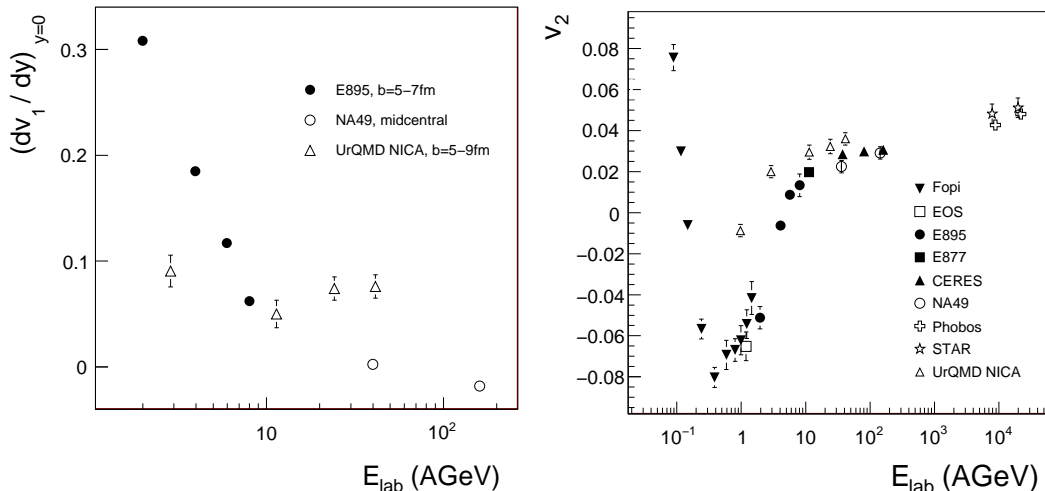 (dv1 / dy) y=0
0.3
0.2
0.1
0
10
10²
E_lab (AGeV)
E895, b=5−7fm
NA49, midcentral
UrQMD NICA, b=5−9fm
v2
0.08
0.06
0.04
0.02
0
−0.02
−0.04
−0.06
−0.08
10⁻¹
1
10
10²
10³
10⁴
E_lab (AGeV)
Fopi
EOS
E895
E877
CERES
NA49
Phobos
STAR
UrQMD NICA